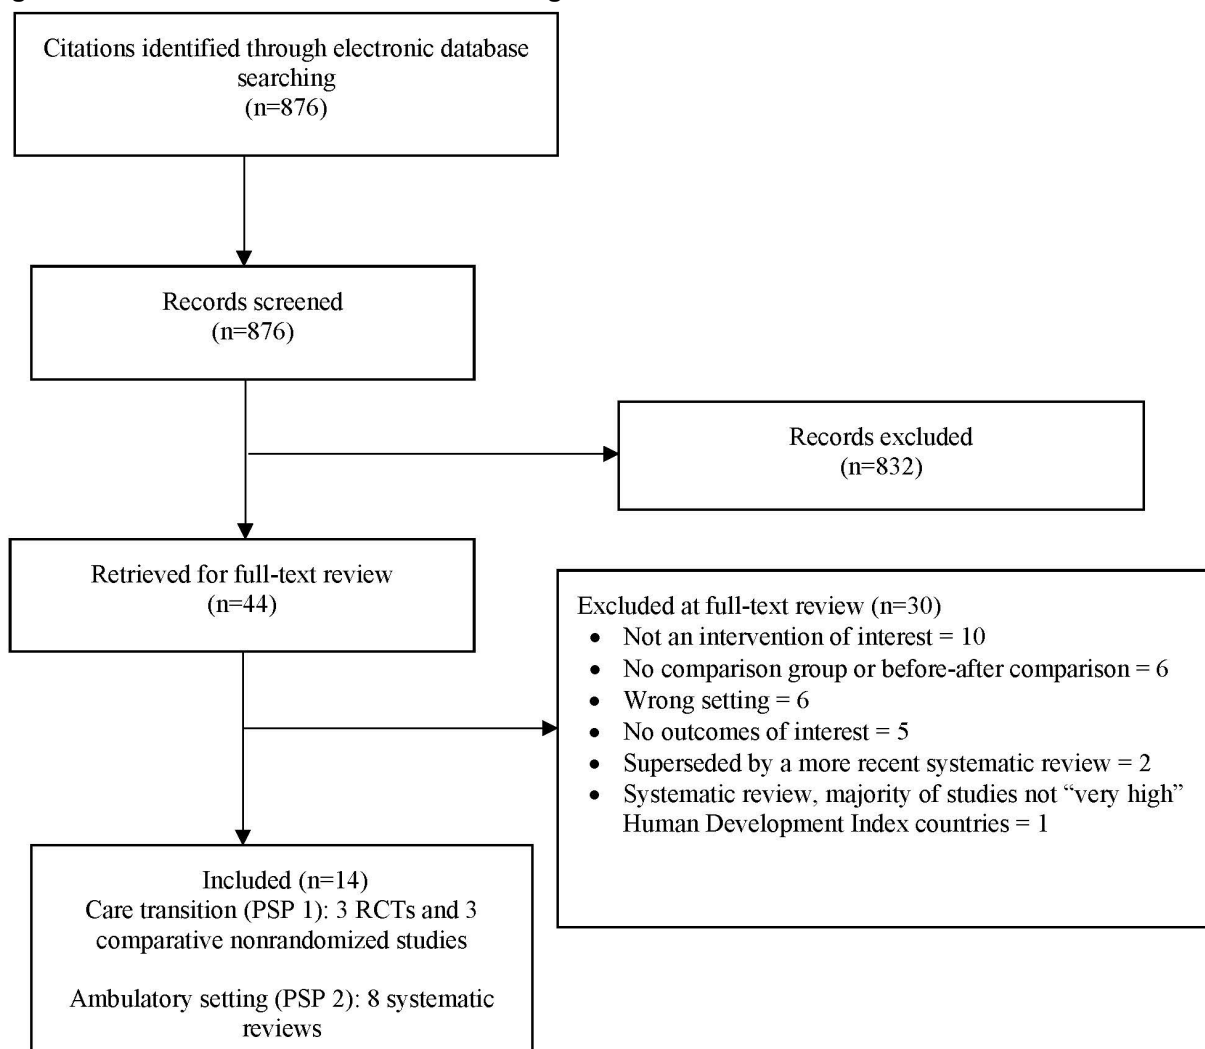 Citations identified through electronic database
searching
(n=876)
Records screened
(n=876)
Records excluded
(n=832)
Retrieved for full-text review
(n=44)
Excluded at full-text review (n=30)
• Not an intervention of interest = 10
• No comparison group or before-after comparison = 6
• Wrong setting = 6
• No outcomes of interest = 5
• Superseded by a more recent systematic review = 2
• Systematic review, majority of studies not “very high”
Human Development Index countries = 1
Included (n=14)
Care transition (PSP 1): 3 RCTs and 3
comparative nonrandomized studies
Ambulatory setting (PSP 2): 8 systematic
reviews